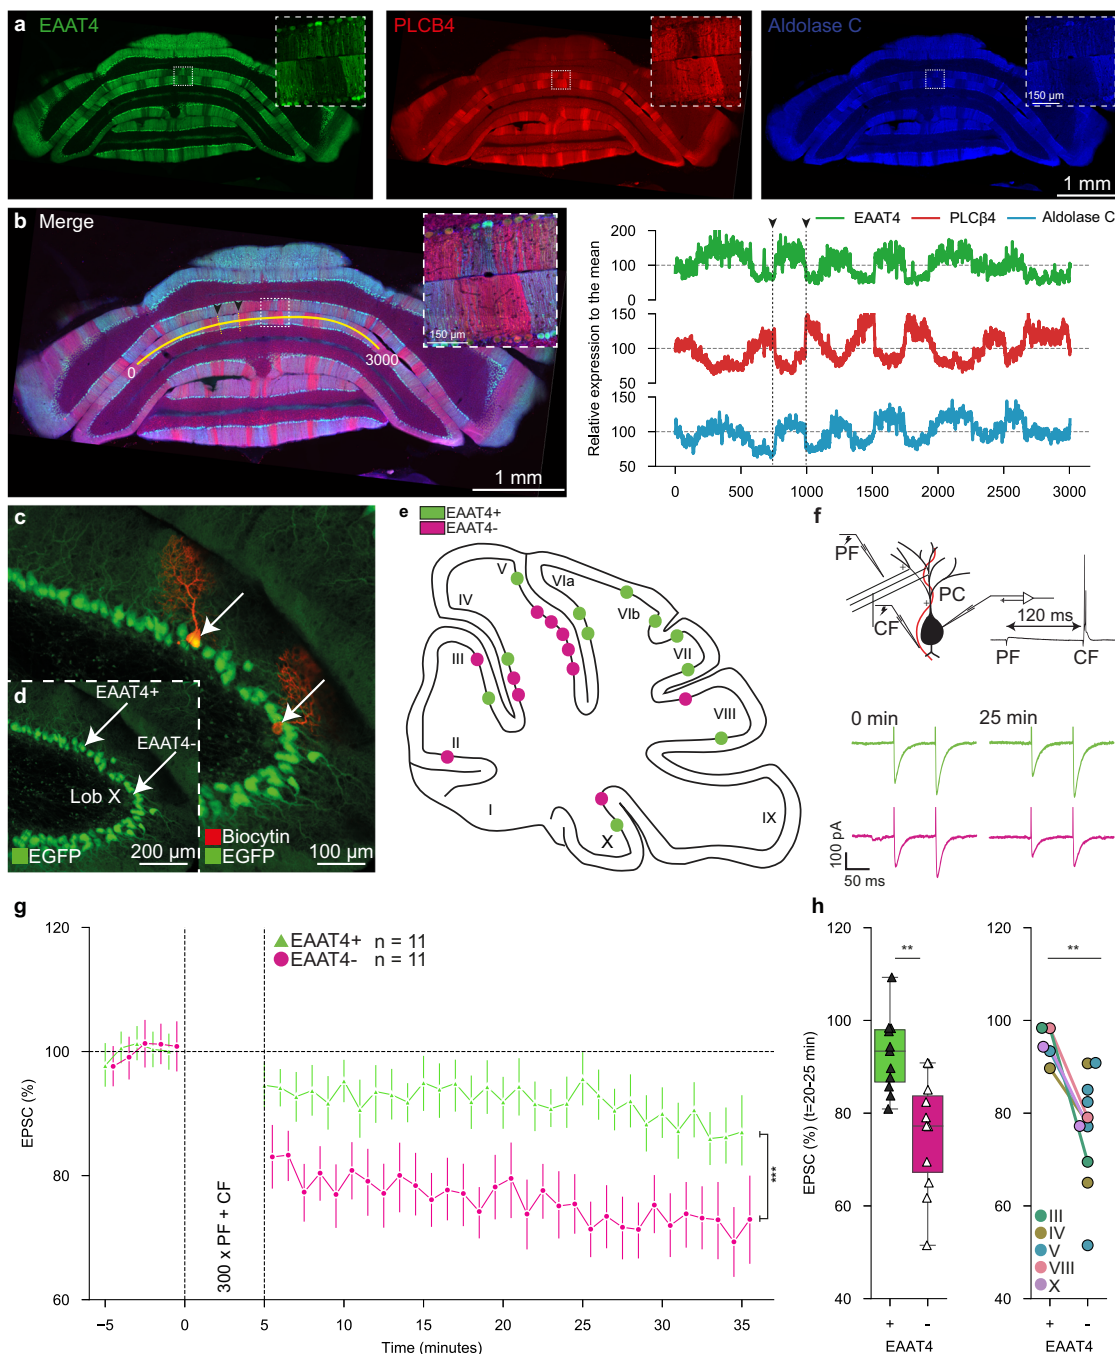 a
EAAT4
PLCB4
Aldolase C
150 µm
1 mm
b
Merge
150 µm
0
3000
1 mm
EAAT4
PLCβ4
Aldolase C
Relative expression to the mean
200
100
0
150
100
50
150
100
50
0
500
1000
1500
2000
2500
3000
c
d
EAAT4+
EAAT4-
Lob X
EGFP
200 µm
Biocytin
EGFP
100 µm
e
EAAT4+
EAAT4-
I
II
III
IV
V
VIa
VIb
VII
VIII
IX
X
f
PF
PC
CF
120 ms
PF
CF
0 min
25 min
100 pA
50 ms
g
EAAT4+ n = 11
EAAT4- n = 11
EPSC (%)
120
100
80
60
300 x PF + CF
***
−5
0
5
10
15
20
25
30
35
Time (minutes)
h
EPSC (%) (t=20-25 min)
120
100
80
60
40
**
+
-
EAAT4
120
100
80
60
40
**
III
IV
V
VIII
X
+
-
EAAT4